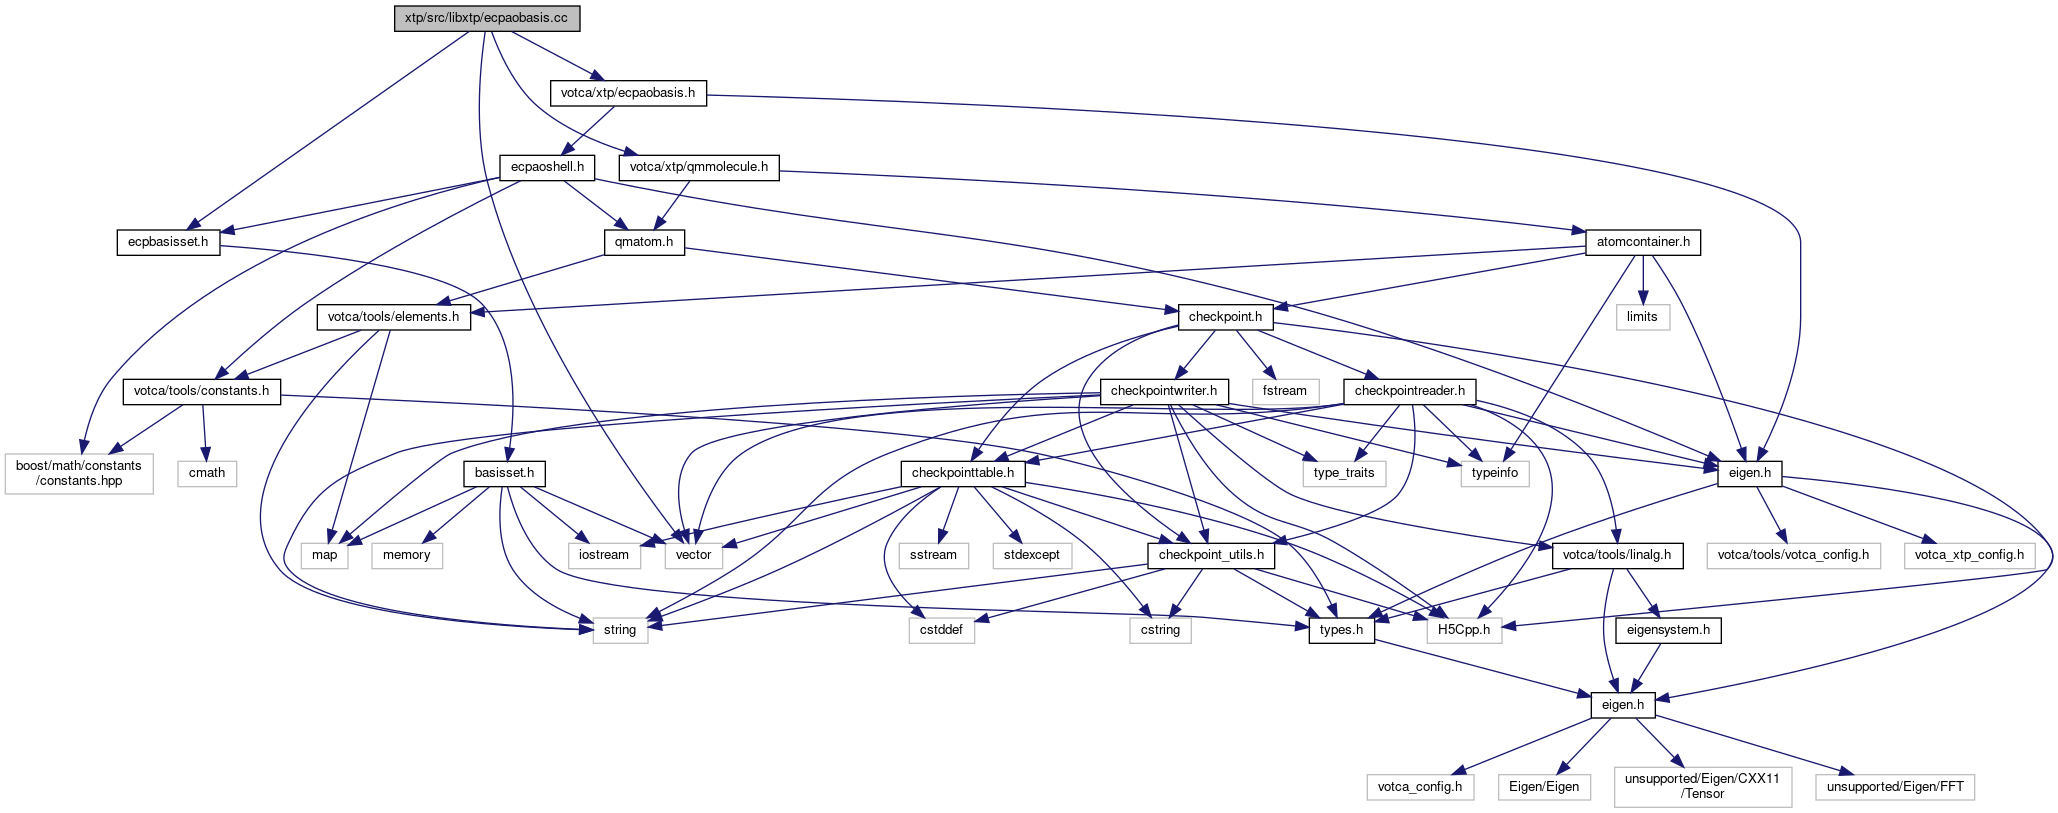 xtp/src/libxtp/ecpaobasis.cc
votca/xtp/ecpaobasis.h
ecpaoshell.h
votca/xtp/qmmolecule.h
ecpbasisset.h
qmatom.h
atomcontainer.h
votca/tools/elements.h
checkpoint.h
limits
votca/tools/constants.h
checkpointwriter.h
fstream
checkpointreader.h
boost/math/constants
/constants.hpp
cmath
basisset.h
checkpointtable.h
type_traits
typeinfo
eigen.h
map
memory
iostream
vector
sstream
stdexcept
checkpoint_utils.h
votca/tools/linalg.h
votca/tools/votca_config.h
votca_xtp_config.h
string
cstddef
cstring
types.h
H5Cpp.h
eigensystem.h
eigen.h
votca_config.h
Eigen/Eigen
unsupported/Eigen/CXX11
/Tensor
unsupported/Eigen/FFT